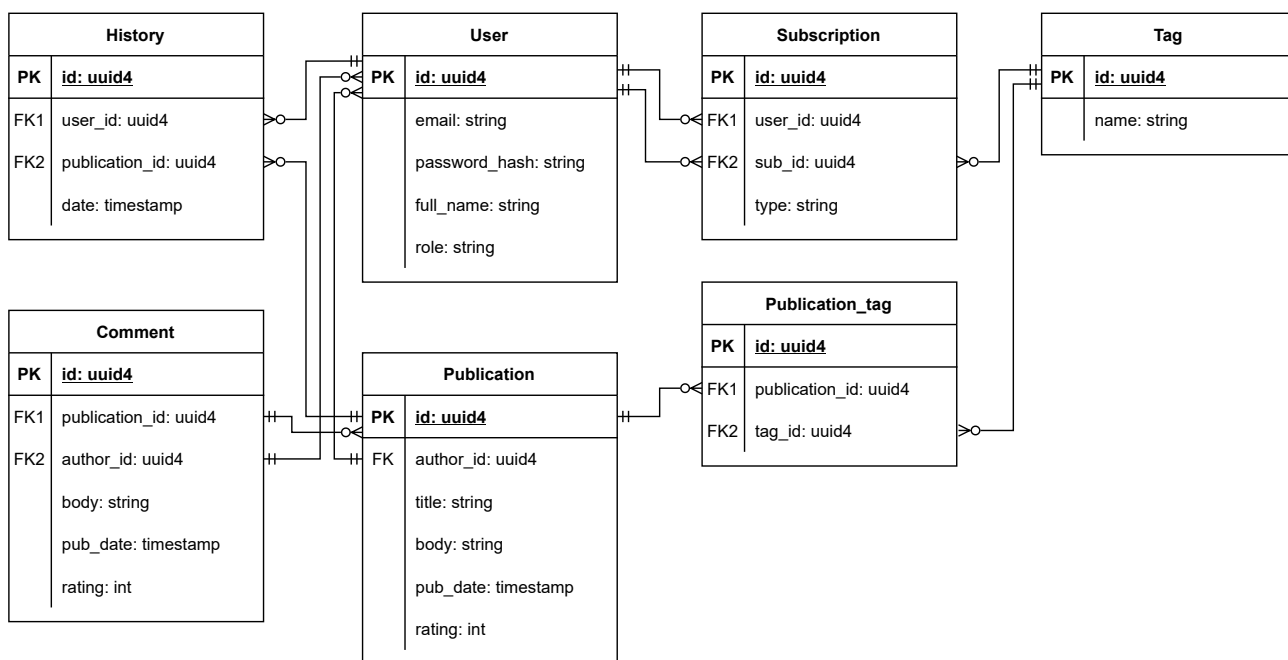 History
PK id: uuid4
FK1 user_id: uuid4
FK2 publication_id: uuid4
date: timestamp
User
PK id: uuid4
email: string
password_hash: string
full_name: string
role: string
Subscription
PK id: uuid4
FK1 user_id: uuid4
FK2 sub_id: uuid4
type: string
Tag
PK id: uuid4
name: string
Comment
PK id: uuid4
FK1 publication_id: uuid4
FK2 author_id: uuid4
body: string
pub_date: timestamp
rating: int
Publication
PK id: uuid4
FK author_id: uuid4
title: string
body: string
pub_date: timestamp
rating: int
Publication_tag
PK id: uuid4
FK1 publication_id: uuid4
FK2 tag_id: uuid4